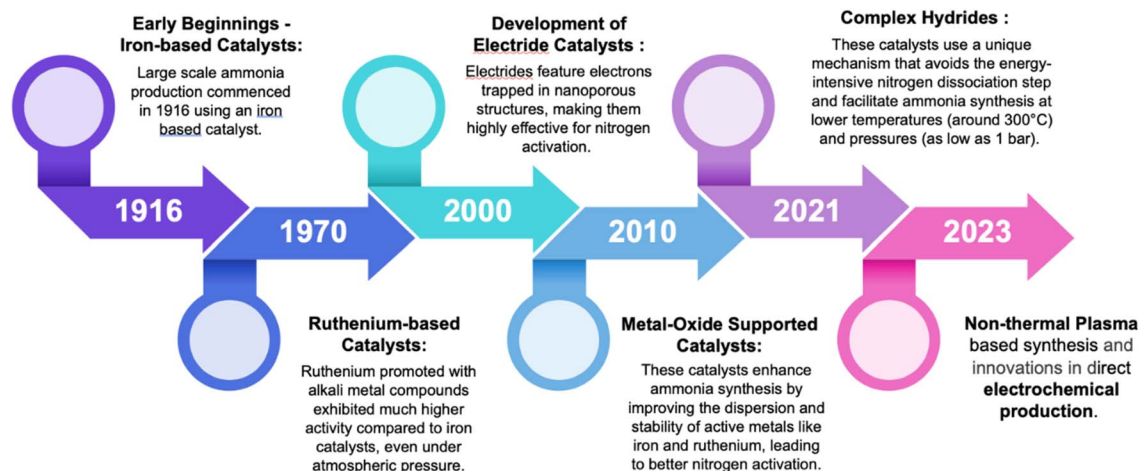 Early Beginnings -
Iron-based Catalysts:
Large scale ammonia
production commenced
in 1916 using an iron
based catalyst.
1916
Ruthenium-based
Catalysts:
Ruthenium promoted with
alkali metal compounds
exhibited much higher
activity compared to iron
catalysts, even under
atmospheric pressure.
1970
Development of
Electride Catalysts :
Electrides feature electrons
trapped in nanoporous
structures, making them
highly effective for nitrogen
activation.
2000
Metal-Oxide Supported
Catalysts:
These catalysts enhance
ammonia synthesis by
improving the dispersion and
stability of active metals like
iron and ruthenium, leading
to better nitrogen activation.
2010
Complex Hydrides :
These catalysts use a unique
mechanism that avoids the energy-
intensive nitrogen dissociation step
and facilitate ammonia synthesis at
lower temperatures (around 300°C)
and pressures (as low as 1 bar).
2021
2023
Non-thermal Plasma
based synthesis and
innovations in direct
electrochemical
production.